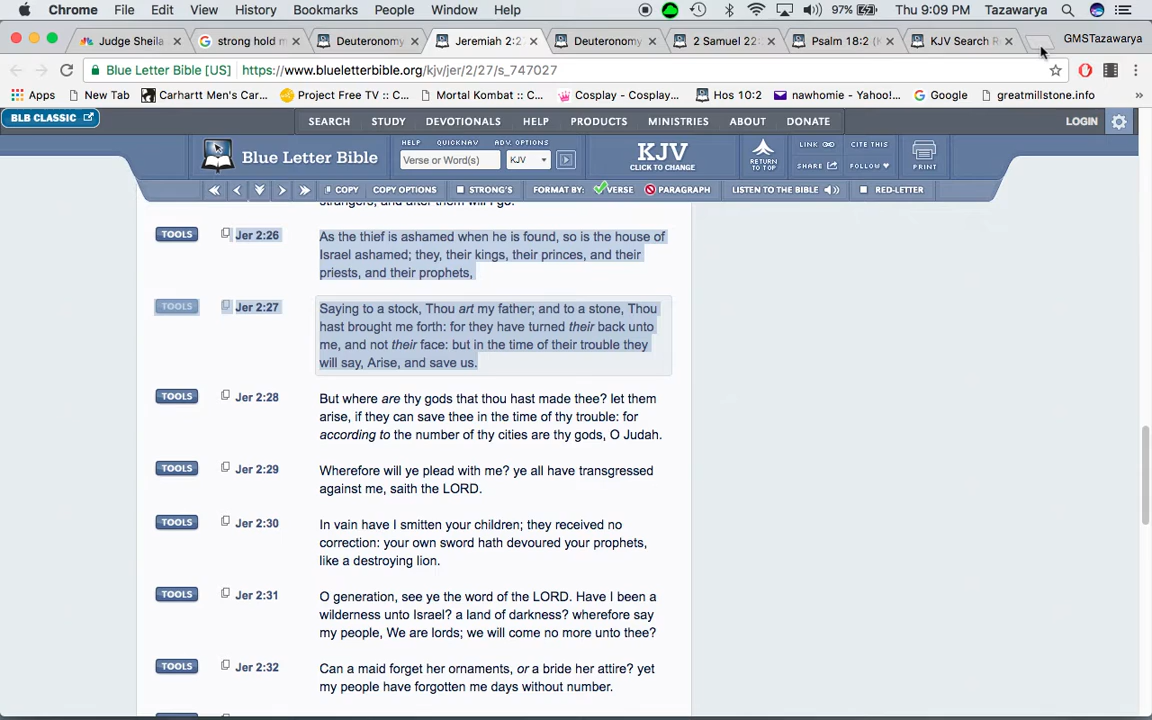 Chrome File Edit View History Bookmarks People Window Help 97% Thu 9:09 PM Tazawarya
Judge Sheila strong hold m Deuteronomy Jeremiah 2:2 Deuteronomy 2 Samuel 22: Psalm 18:2 ( KJV Search R GMSTazawarya
Blue Letter Bible [US] https://www.blueletterbible.org/kjv/jer/2/27/s_747027
Apps New Tab Carhartt Men's Car... Project Free TV :: C... Mortal Kombat :: C... Cosplay - Cosplay... Hos 10:2 nawhomie - Yahoo!... Google greatmillstone.info »
BLB CLASSIC SEARCH STUDY DEVOTIONALS HELP PRODUCTS MINISTRIES ABOUT DONATE LOGIN
HELP QUICKNAV ADV. OPTIONS
Blue Letter Bible Verse or Word(s) KJV KJV CLICK TO CHANGE RETURN TO TOP LINK CITE THIS SHARE FOLLOW PRINT
COPY COPY OPTIONS STRONG'S FORMAT BY: VERSE PARAGRAPH LISTEN TO THE BIBLE RED-LETTER
strangers, and after them will I go.
TOOLS Jer 2:26 As the thief is ashamed when he is found, so is the house of
Israel ashamed; they, their kings, their princes, and their
priests, and their prophets,
TOOLS Jer 2:27 Saying to a stock, Thou art my father; and to a stone, Thou
hast brought me forth: for they have turned their back unto
me, and not their face: but in the time of their trouble they
will say, Arise, and save us.
TOOLS Jer 2:28 But where are thy gods that thou hast made thee? let them
arise, if they can save thee in the time of thy trouble: for
according to the number of thy cities are thy gods, O Judah.
TOOLS Jer 2:29 Wherefore will ye plead with me? ye all have transgressed
against me, saith the LORD.
TOOLS Jer 2:30 In vain have I smitten your children; they received no
correction: your own sword hath devoured your prophets,
like a destroying lion.
TOOLS Jer 2:31 O generation, see ye the word of the LORD. Have I been a
wilderness unto Israel? a land of darkness? wherefore say
my people, We are lords; we will come no more unto thee?
TOOLS Jer 2:32 Can a maid forget her ornaments, or a bride her attire? yet
my people have forgotten me days without number.